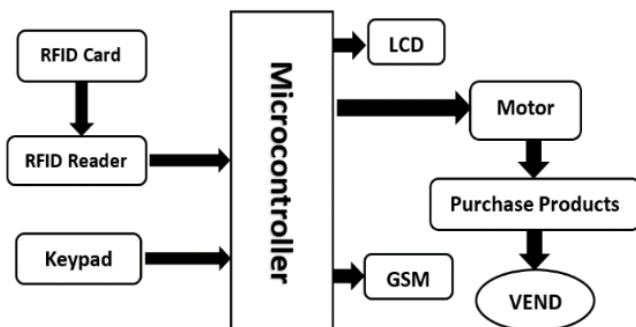 RFID Card
RFID Reader
Keypad
Microcontroller
LCD
Motor
Purchase Products
GSM
VEND